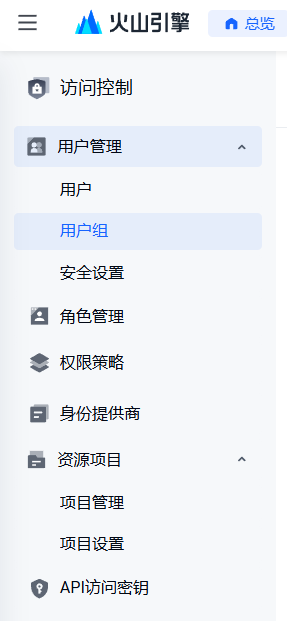 火山引擎 总览
访问控制
用户管理
用户
用户组
安全设置
角色管理
权限策略
身份提供商
资源项目
项目管理
项目设置
API访问密钥